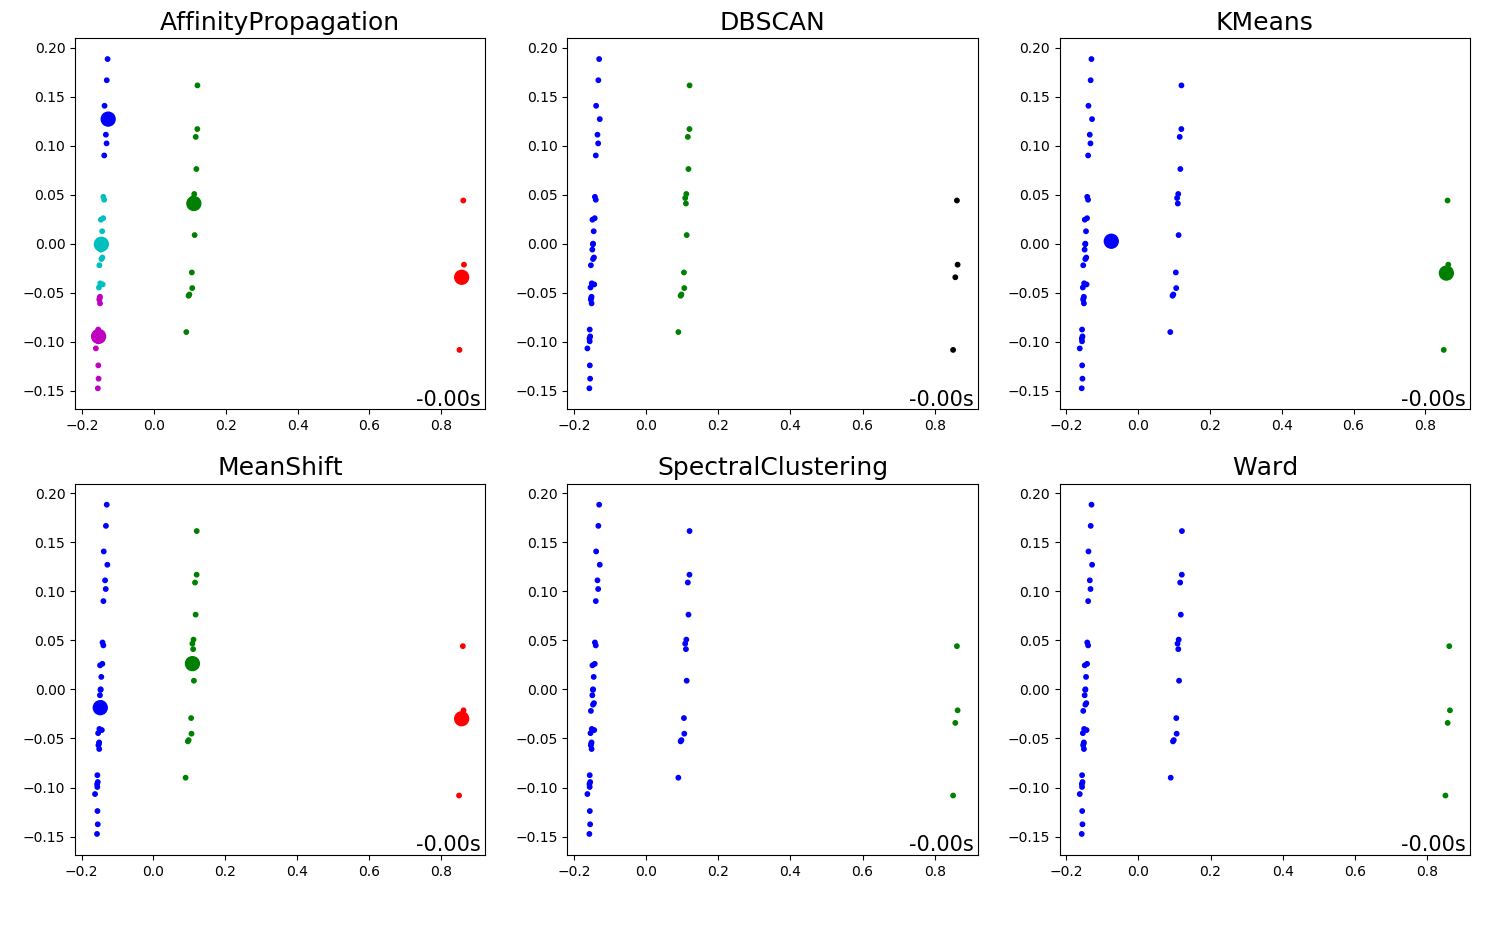 AffinityPropagation DBSCAN KMeans
0.20 0.20 0.20
0.15 0.15 0.15
0.10 0.10 0.10
0.05 0.05 0.05
0.00 0.00 0.00
−0.05 −0.05 −0.05
−0.10 −0.10 −0.10
−0.15 −0.15 −0.15
-0.00s -0.00s -0.00s
−0.2 0.0 0.2 0.4 0.6 0.8 −0.2 0.0 0.2 0.4 0.6 0.8 −0.2 0.0 0.2 0.4 0.6 0.8
MeanShift SpectralClustering Ward
0.20 0.20 0.20
0.15 0.15 0.15
0.10 0.10 0.10
0.05 0.05 0.05
0.00 0.00 0.00
−0.05 −0.05 −0.05
−0.10 −0.10 −0.10
−0.15 −0.15 −0.15
-0.00s -0.00s -0.00s
−0.2 0.0 0.2 0.4 0.6 0.8 −0.2 0.0 0.2 0.4 0.6 0.8 −0.2 0.0 0.2 0.4 0.6 0.8